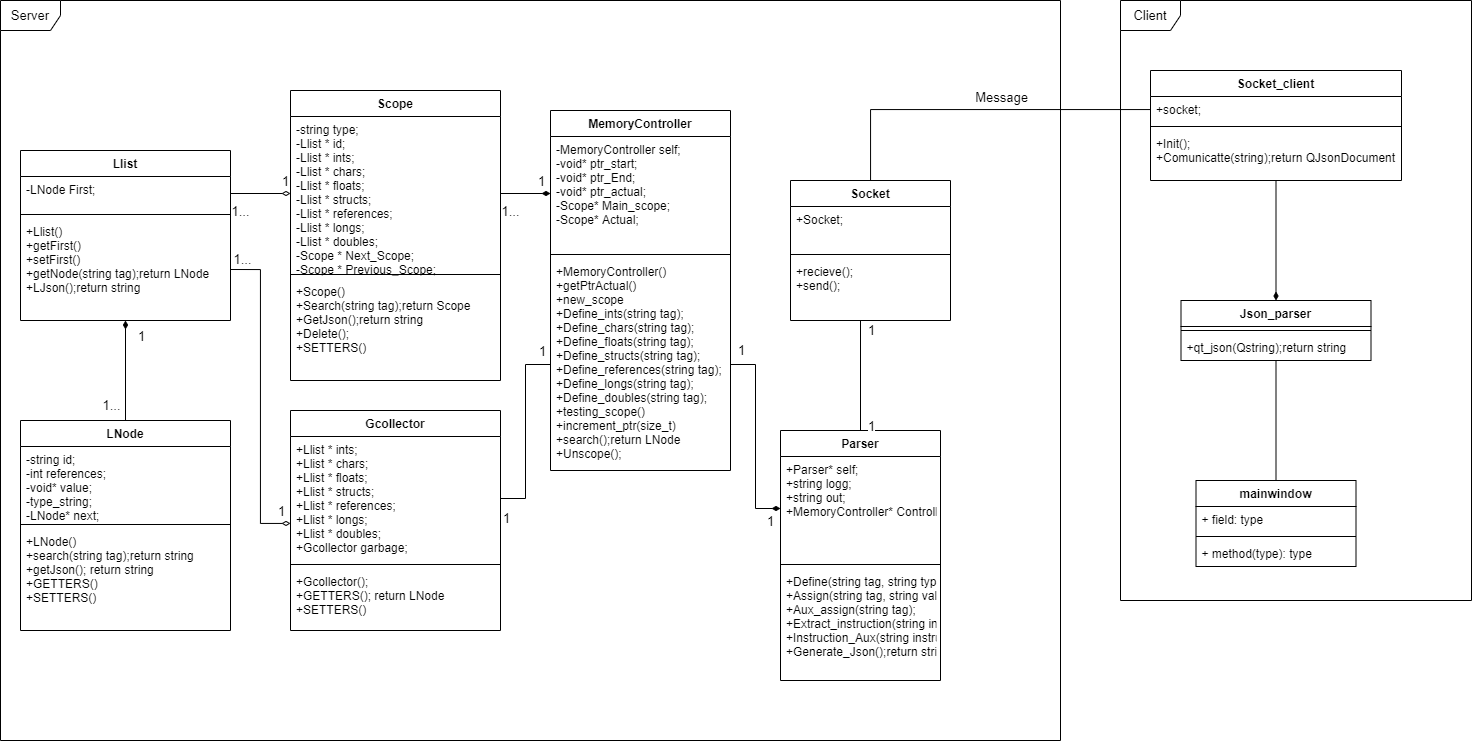 Server
Client
Message
Scope
-string type;
-Llist * id;
-Llist * ints;
-Llist * chars;
-Llist * floats;
-Llist * structs;
-Llist * references;
-Llist * longs;
-Llist * doubles;
-Scope * Next_Scope;
-Scope * Previous_Scope;
+Scope()
+Search(string tag);return Scope
+GetJson();return string
+Delete();
+SETTERS()
Llist
-LNode First;
+Llist()
+getFirst()
+setFirst()
+getNode(string tag);return LNode
+LJson();return string
1
1...
1...
1
1...
LNode
-string id;
-int references;
-void* value;
-type_string;
-LNode* next;
+LNode()
+search(string tag);return string
+getJson(); return string
+GETTERS()
+SETTERS()
Gcollector
+Llist * ints;
+Llist * chars;
+Llist * floats;
+Llist * structs;
+Llist * references;
+Llist * longs;
+Llist * doubles;
+Gcollector garbage;
+Gcollector();
+GETTERS(); return LNode
+SETTERS()
1
1
1
1...
1
MemoryController
-MemoryController self;
-void* ptr_start;
-void* ptr_End;
-void* ptr_actual;
-Scope* Main_scope;
-Scope* Actual;
+MemoryController()
+getPtrActual()
+new_scope
+Define_ints(string tag);
+Define_chars(string tag);
+Define_floats(string tag);
+Define_structs(string tag);
+Define_references(string tag);
+Define_longs(string tag);
+Define_doubles(string tag);
+testing_scope()
+increment_ptr(size_t)
+search();return LNode
+Unscope();
1
1
Socket
+Socket;
+recieve();
+send();
1
1
Parser
+Parser* self;
+string logg;
+string out;
+MemoryController* Controll
+Define(string tag, string typ
+Assign(string tag, string val
+Aux_assign(string tag);
+Extract_instruction(string in
+Instruction_Aux(string instru
+Generate_Json();return stri
Socket_client
+socket;
+Init();
+Comunicatte(string);return QJsonDocument
Json_parser
+qt_json(Qstring);return string
mainwindow
+ field: type
+ method(type): type